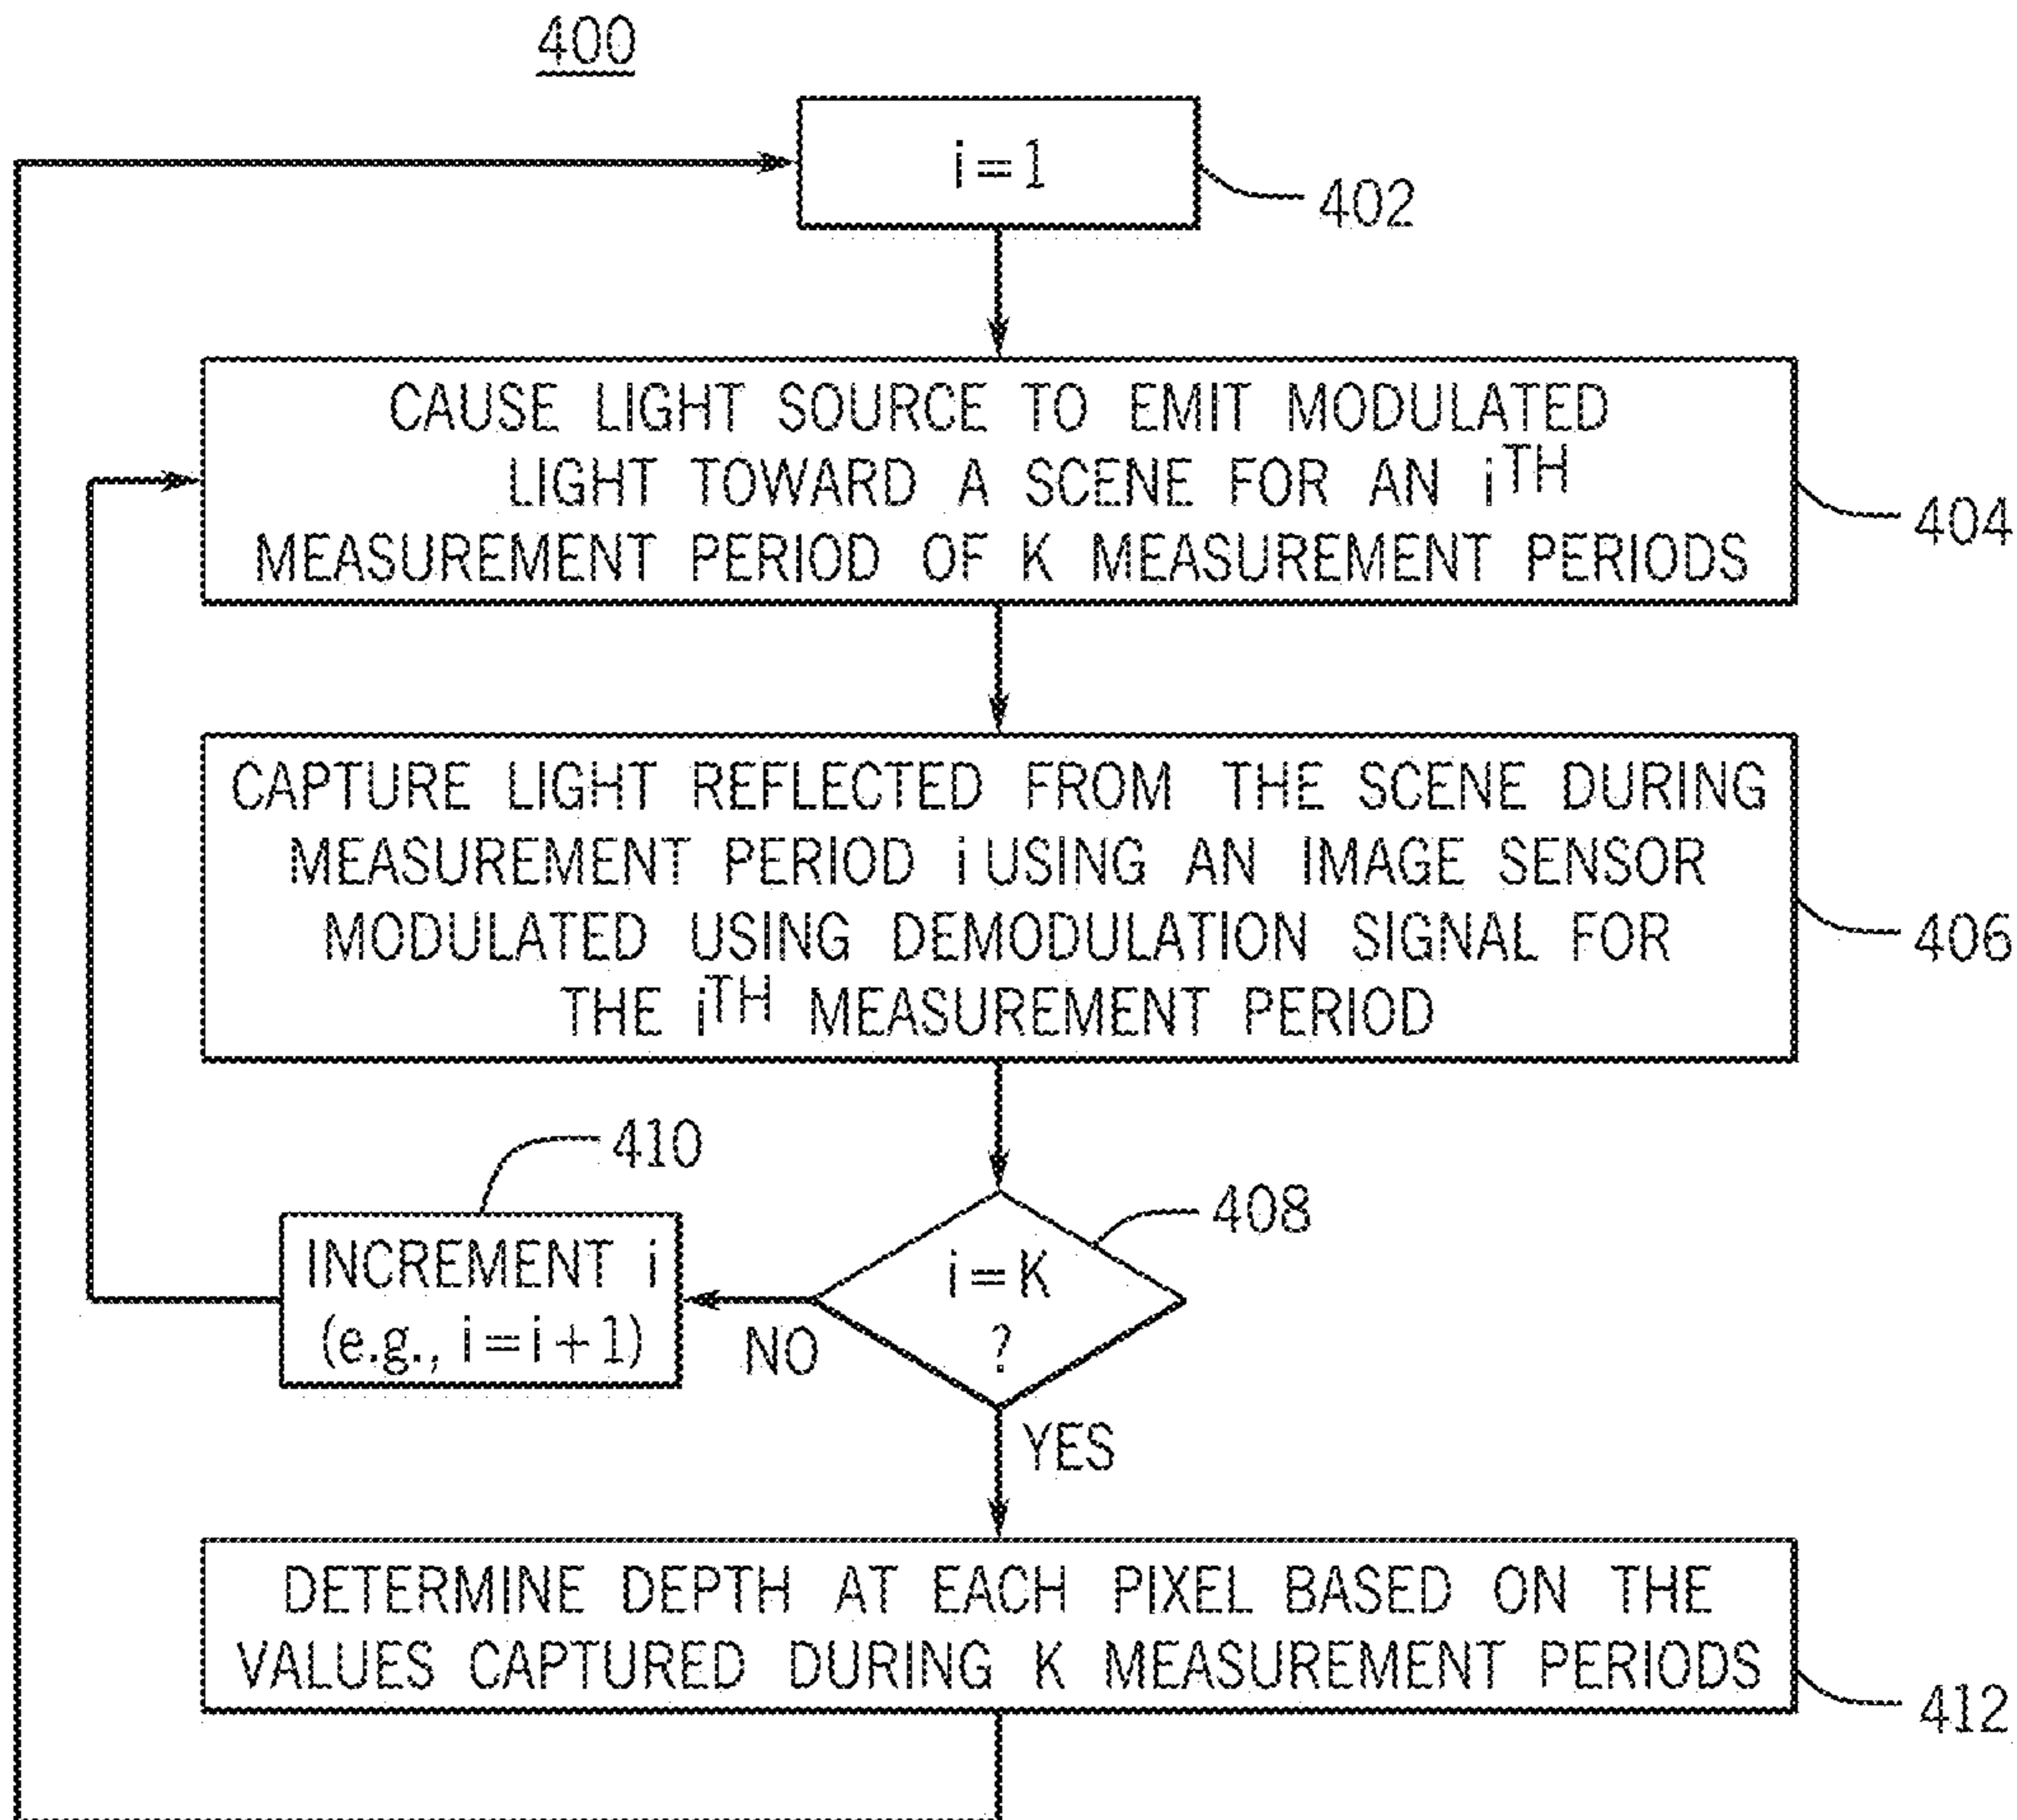 400
i=1
402
CAUSE LIGHT SOURCE TO EMIT MODULATED
LIGHT TOWARD A SCENE FOR AN iTH
MEASUREMENT PERIOD OF K MEASUREMENT PERIODS
404
CAPTURE LIGHT REFLECTED FROM THE SCENE DURING
MEASUREMENT PERIOD i USING AN IMAGE SENSOR
MODULATED USING DEMODULATION SIGNAL FOR
THE iTH MEASUREMENT PERIOD
406
410
INCREMENT i
(e.g., i=i+1)
408
i=K
?
NO
YES
DETERMINE DEPTH AT EACH PIXEL BASED ON THE
VALUES CAPTURED DURING K MEASUREMENT PERIODS
412